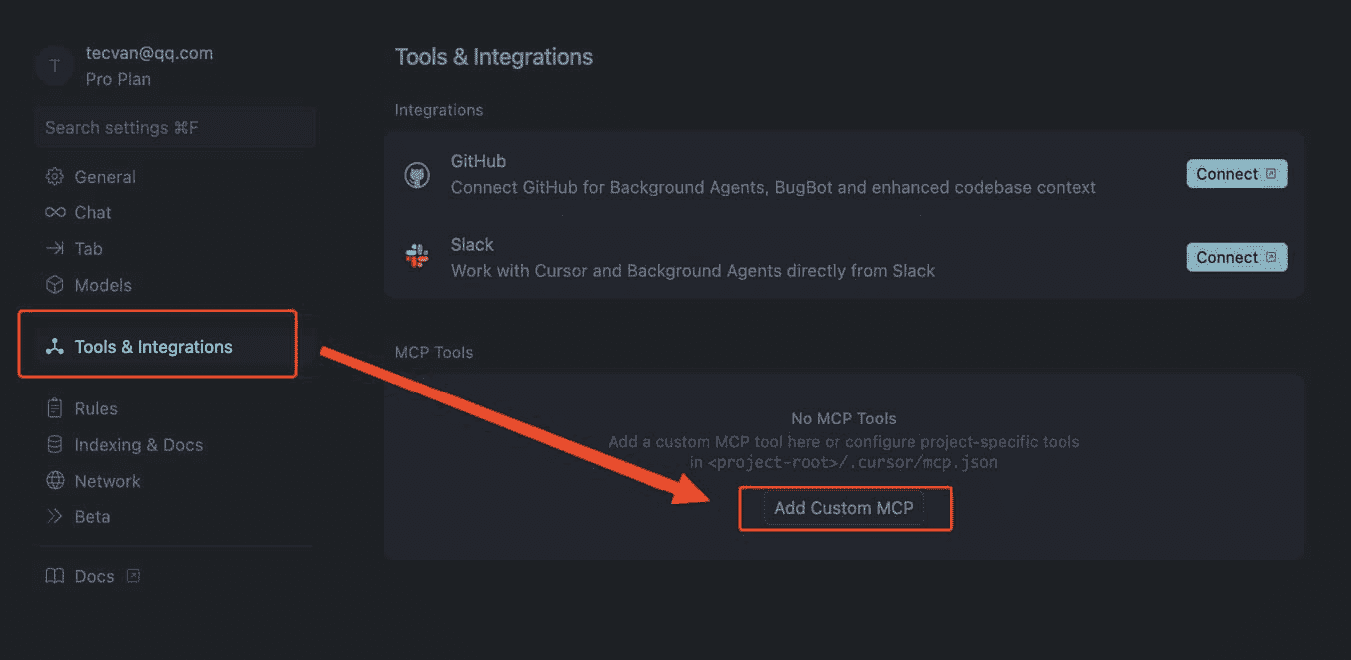 T
tecvan@qq.com
Pro Plan
Search settings ⌘F
General
Chat
Tab
Models
Tools & Integrations
Rules
Indexing & Docs
Network
Beta
Docs
Tools & Integrations
Integrations
GitHub
Connect GitHub for Background Agents, BugBot and enhanced codebase context
Connect
Slack
Work with Cursor and Background Agents directly from Slack
Connect
MCP Tools
No MCP Tools
Add a custom MCP tool here or configure project-specific tools
in <project-root>/.cursor/mcp.json
Add Custom MCP